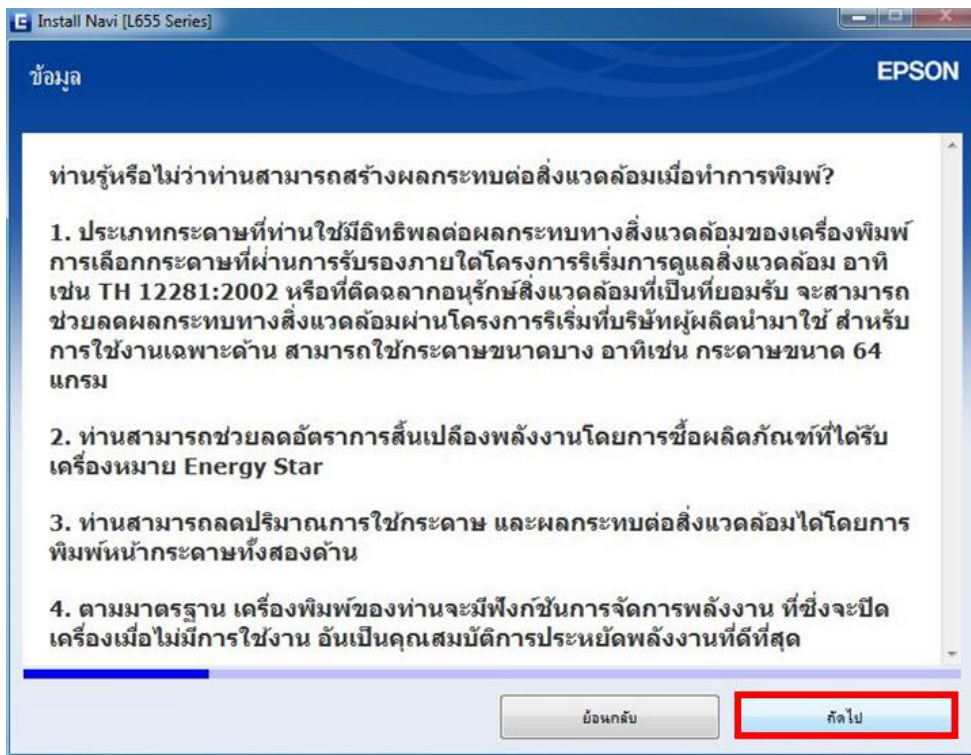 Install Navi [L655 Series]
ข้อมูล
EPSON
ท่านรู้หรือไม่ว่าท่านสามารถสร้างผลกระทบต่อสิ่งแวดล้อมเมื่อทำการพิมพ์?
1. ประเภทกระดาษที่ท่านใช้มีอิทธิพลต่อผลกระทบทางสิ่งแวดล้อมของเครื่องพิมพ์
การเลือกกระดาษที่ผ่านการรับรองภายใต้โครงการริเริ่มการดูแลสิ่งแวดล้อม อาทิ
เช่น TH 12281:2002 หรือที่ติดฉลากอนุรักษ์สิ่งแวดล้อมที่เป็นที่ยอมรับ จะสามารถ
ช่วยลดผลกระทบทางสิ่งแวดล้อมผ่านโครงการริเริ่มที่บริษัทผู้ผลิตนำมาใช้ สำหรับ
การใช้งานเฉพาะด้าน สามารถใช้กระดาษขนาดบาง อาทิเช่น กระดาษขนาด 64
แกรม
2. ท่านสามารถช่วยลดอัตราการสิ้นเปลืองพลังงานโดยการซื้อผลิตภัณฑ์ที่ได้รับ
เครื่องหมาย Energy Star
3. ท่านสามารถลดปริมาณการใช้กระดาษ และผลกระทบต่อสิ่งแวดล้อมได้โดยการ
พิมพ์หน้ากระดาษทั้งสองด้าน
4. ตามมาตรฐาน เครื่องพิมพ์ของท่านจะมีฟังก์ชันการจัดการพลังงาน ที่ซึ่งจะปิด
เครื่องเมื่อไม่มีการใช้งาน อันเป็นคุณสมบัติการประหยัดพลังงานที่ดีที่สุด
ย้อนกลับ
ถัดไป